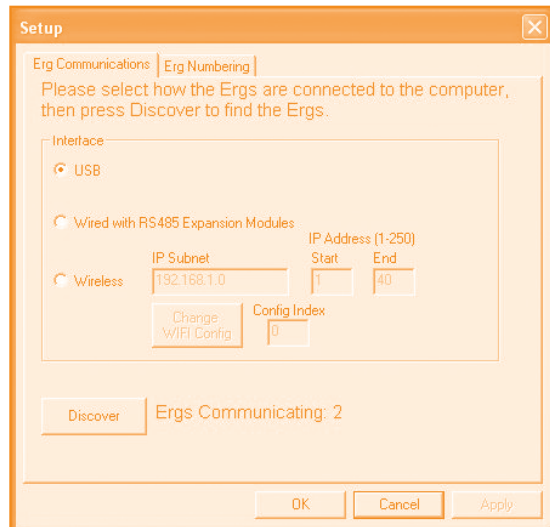 Setup
Erg Communications Erg Numbering
Please select how the Ergs are connected to the computer,
then press Discover to find the Ergs.
Interface
USB
Wired with RS485 Expansion Modules
IP Address (1-250)
IP Subnet Start End
Wireless 192.168.1.0 1 40
Change
WIFI Config
Config Index
0
Discover Ergs Communicating: 2
OK Cancel Apply